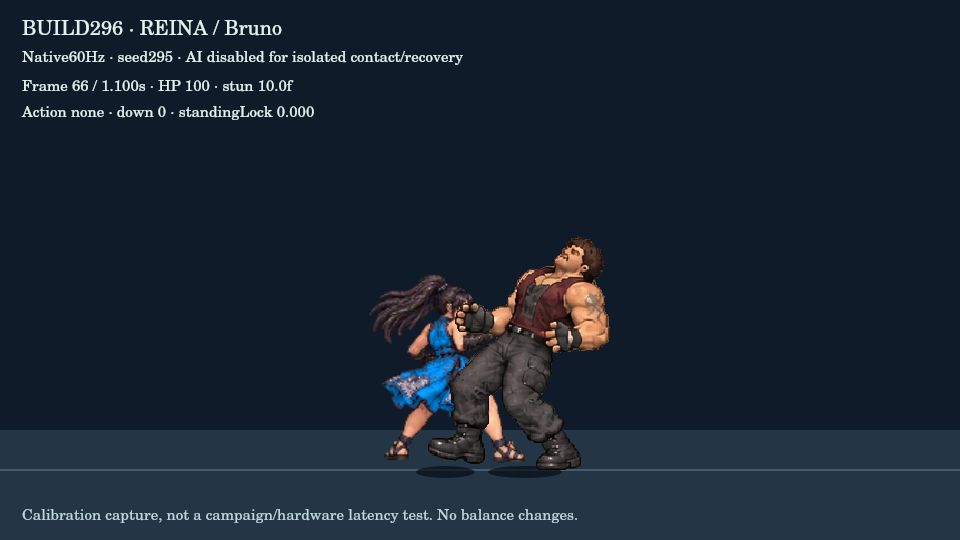 BUILD296 · REINA / Bruno
Native60Hz · seed295 · AI disabled for isolated contact/recovery
Frame 66 / 1.100s · HP 100 · stun 10.0f
Action none · down 0 · standingLock 0.000
Calibration capture, not a campaign/hardware latency test. No balance changes.